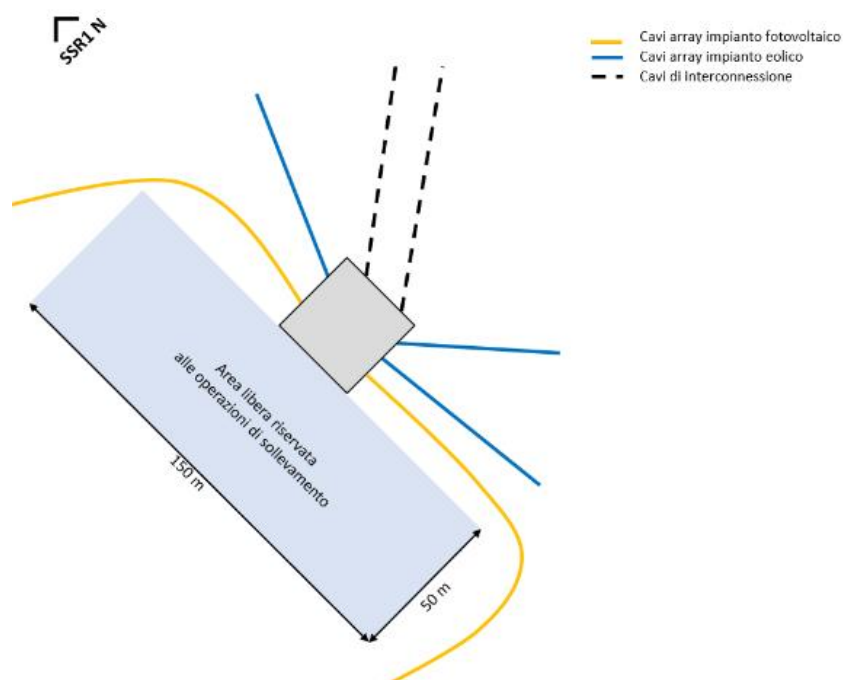 SSR1 N
Cavi array impianto fotovoltaico
Cavi array impianto eolico
Cavi di interconnessione
Area libera riservata
alle operazioni di sollevamento
150 m
50 m